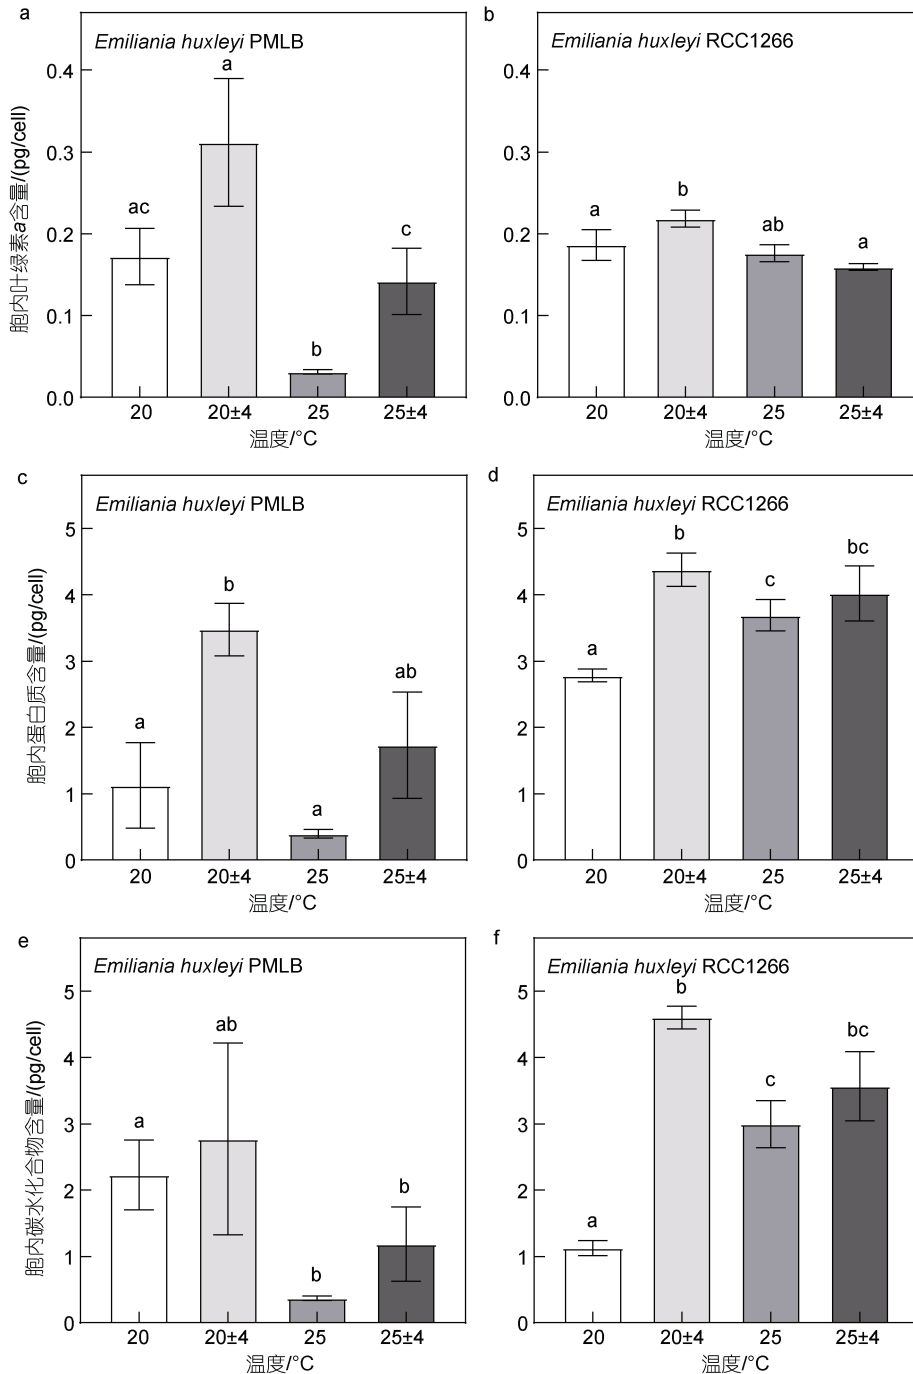 a
Emiliania huxleyi PMLB
胞内叶绿素a含量/(pg/cell)
0.4
0.3
0.2
0.1
0.0
ac
a
b
c
20
20±4
25
25±4
温度/°C
b
Emiliania huxleyi RCC1266
0.4
0.3
0.2
0.1
0.0
a
b
ab
a
20
20±4
25
25±4
温度/°C
c
Emiliania huxleyi PMLB
胞内蛋白质含量/(pg/cell)
5
4
3
2
1
0
a
b
a
ab
20
20±4
25
25±4
温度/°C
d
Emiliania huxleyi RCC1266
5
4
3
2
1
0
a
b
c
bc
20
20±4
25
25±4
温度/°C
e
Emiliania huxleyi PMLB
胞内碳水化合物含量/(pg/cell)
5
4
3
2
1
0
a
ab
b
b
20
20±4
25
25±4
温度/°C
f
Emiliania huxleyi RCC1266
5
4
3
2
1
0
a
b
c
bc
20
20±4
25
25±4
温度/°C